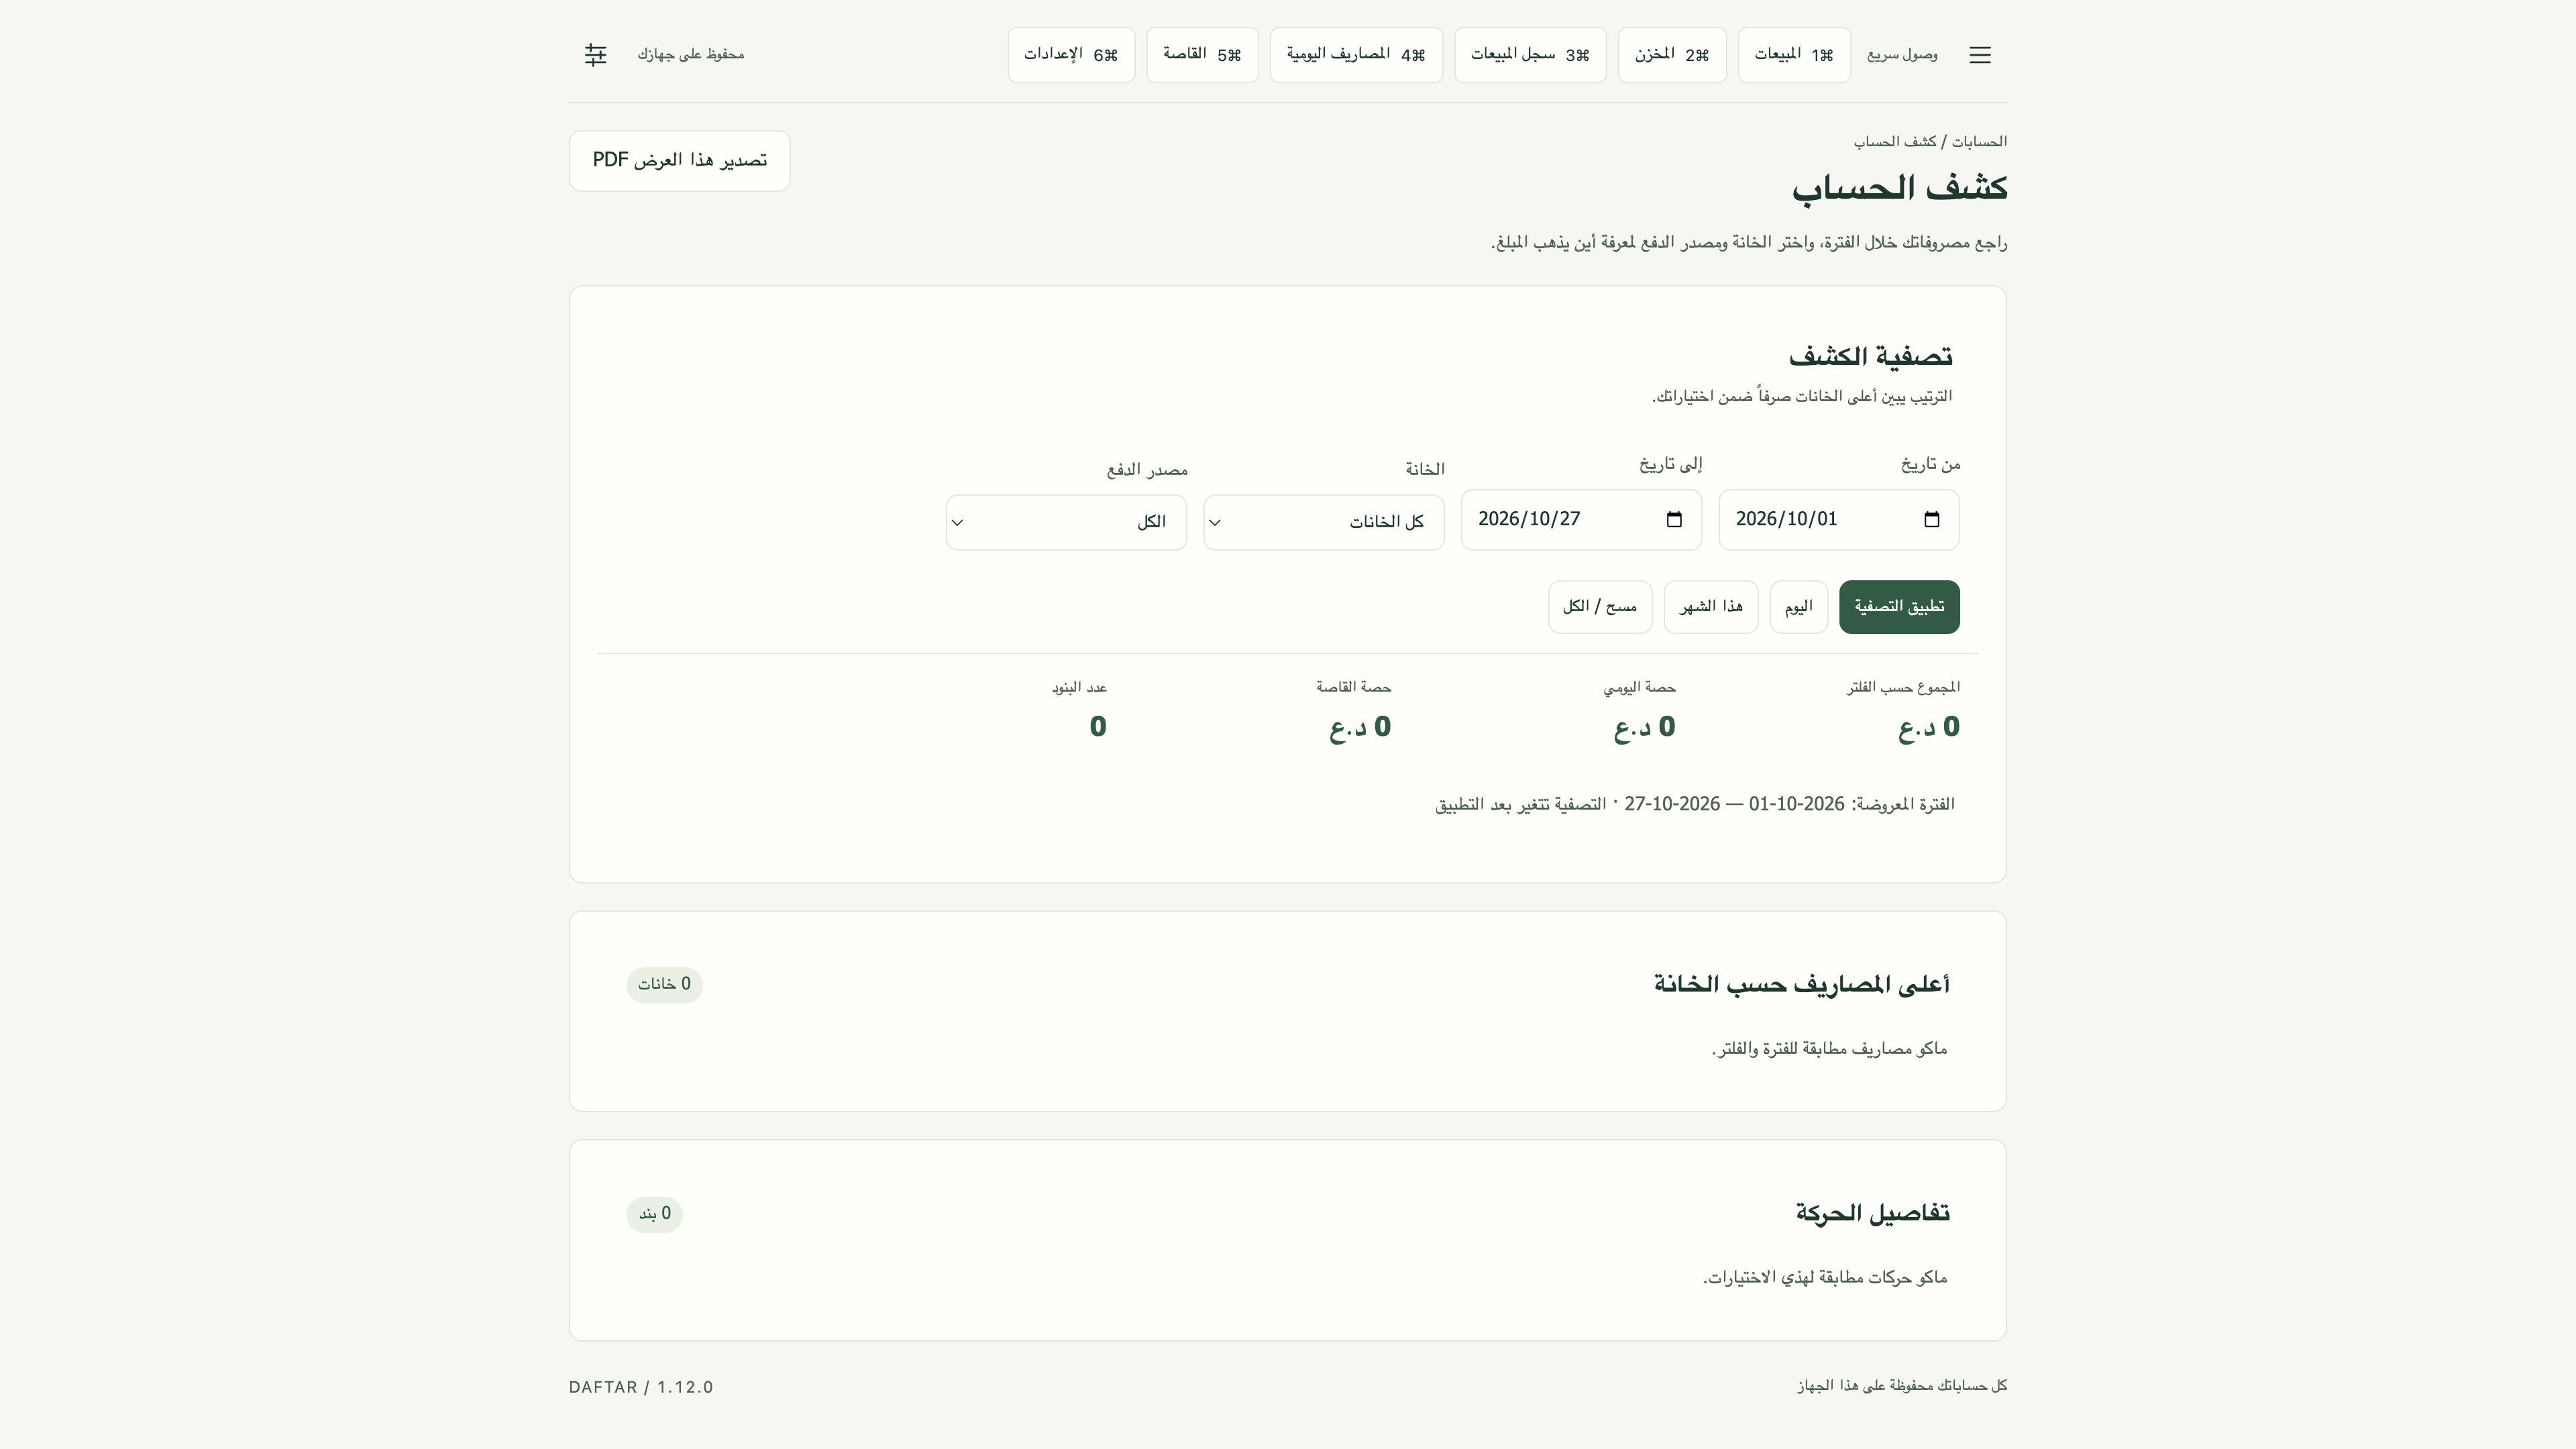 وصول سريع
⌘1 المبيعات
⌘2 المخزن
⌘3 سجل المبيعات
⌘4 المصاريف اليومية
⌘5 القاصة
⌘6 الإعدادات
محفوظ على جهازك
الحسابات / كشف الحساب
كشف الحساب
تصدير هذا العرض PDF
راجع مصروفاتك خلال الفترة، واختر الخانة ومصدر الدفع لمعرفة أين يذهب المبلغ.
تصفية الكشف
الترتيب يبين أعلى الخانات صرفاً ضمن اختياراتك.
من تاريخ
2026/10/01
إلى تاريخ
2026/10/27
الخانة
كل الخانات
مصدر الدفع
الكل
تطبيق التصفية
اليوم
هذا الشهر
مسح / الكل
المجموع حسب الفلتر
0 د.ع
حصة اليومي
0 د.ع
حصة القاصة
0 د.ع
عدد البنود
0
الفترة المعروضة: 2026-10-01 — 2026-10-27 · التصفية تتغير بعد التطبيق
أعلى المصاريف حسب الخانة
0 خانات
ماكو مصاريف مطابقة للفترة والفلتر.
تفاصيل الحركة
0 بند
ماكو حركات مطابقة لهذي الاختيارات.
كل حساباتك محفوظة على هذا الجهاز
DAFTAR / 1.12.0